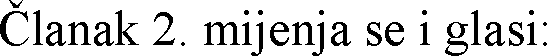 Članak 2. mijenja se i glasi: